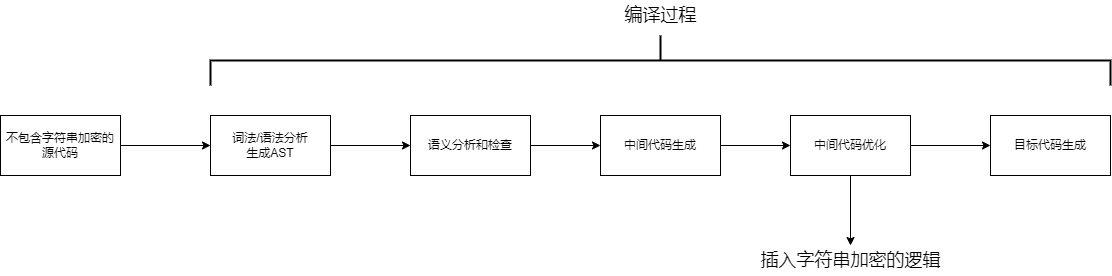 编译过程
不包含字符串加密的
源代码
词法/语法分析
生成AST
语义分析和检查
中间代码生成
中间代码优化
目标代码生成
插入字符串加密的逻辑